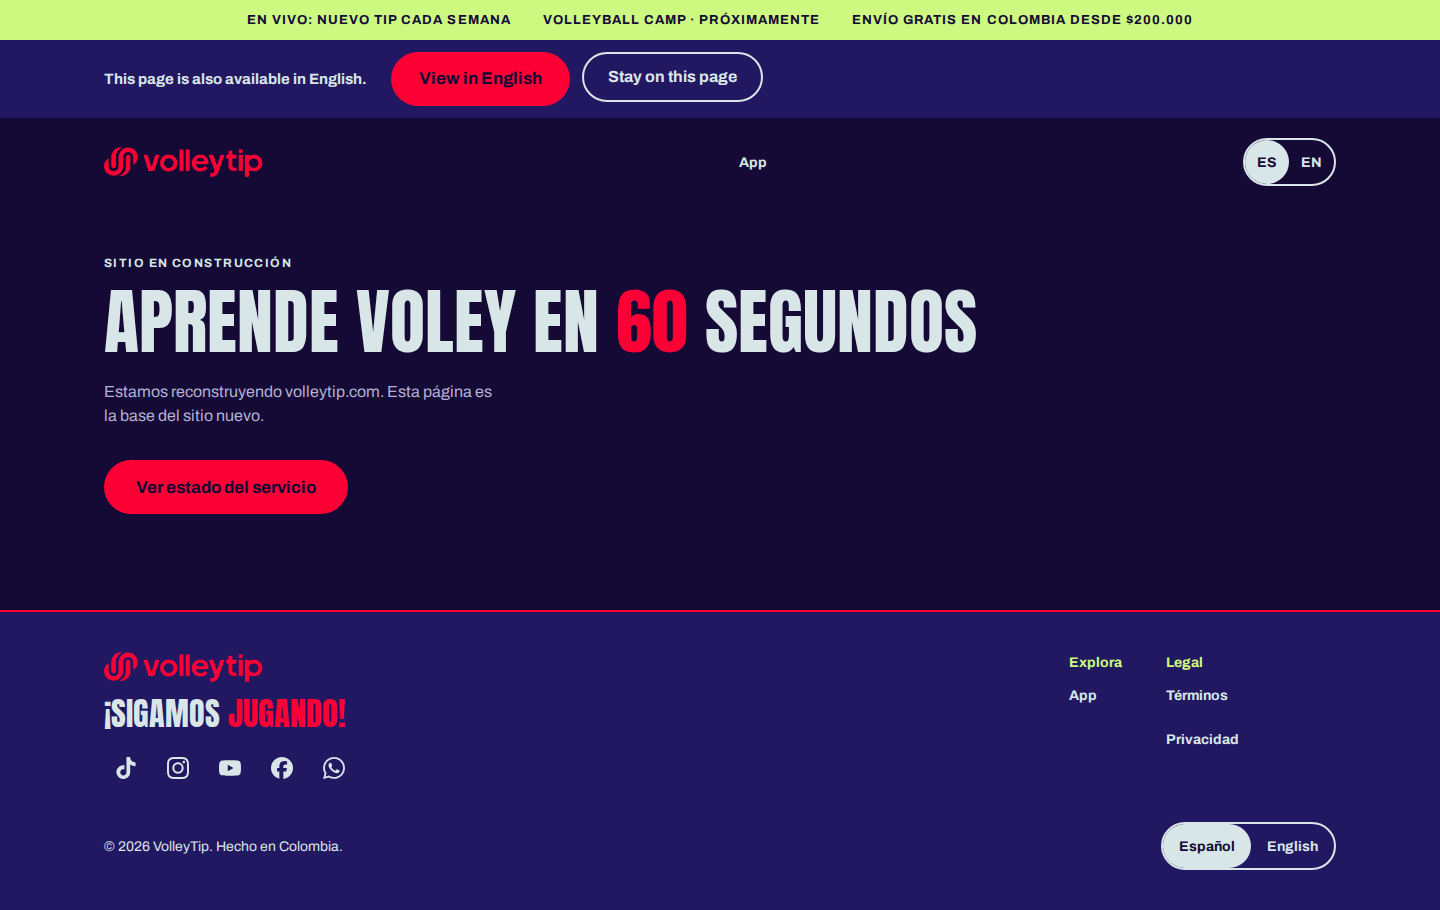 EN VIVO: NUEVO TIP CADA SEMANA VOLLEYBALL CAMP · PRÓXIMAMENTE ENVÍO GRATIS EN COLOMBIA DESDE $200.000
This page is also available in English. View in English Stay on this page
volleytip App ES EN
SITIO EN CONSTRUCCIÓN
APRENDE VOLEY EN 60 SEGUNDOS
Estamos reconstruyendo volleytip.com. Esta página es
la base del sitio nuevo.
Ver estado del servicio
volleytip
¡SIGAMOS JUGANDO!
Explora
App
Legal
Términos
Privacidad
© 2026 VolleyTip. Hecho en Colombia.
Español English